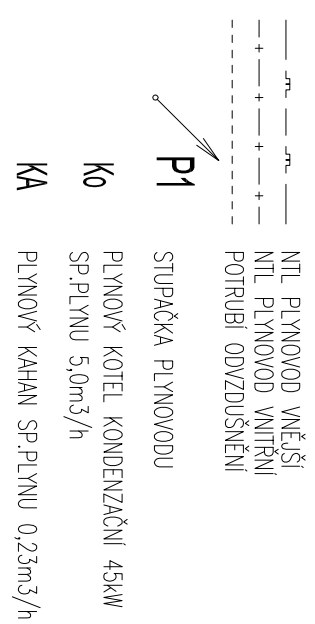 NTL PLYNOVOD VNĚJŠÍ
NTL PLYNOVOD VNITŘNÍ
POTRUBÍ ODVZDUŠNĚNÍ
P1 STUPAČKA PLYNOVODU
Ko PLYNOVÝ KOTEL KONDENZAČNÍ 45kW
SP.PLYNU 5,0m3/h
KA PLYNOVÝ KAHAN SP.PLYNU 0,23m3/h